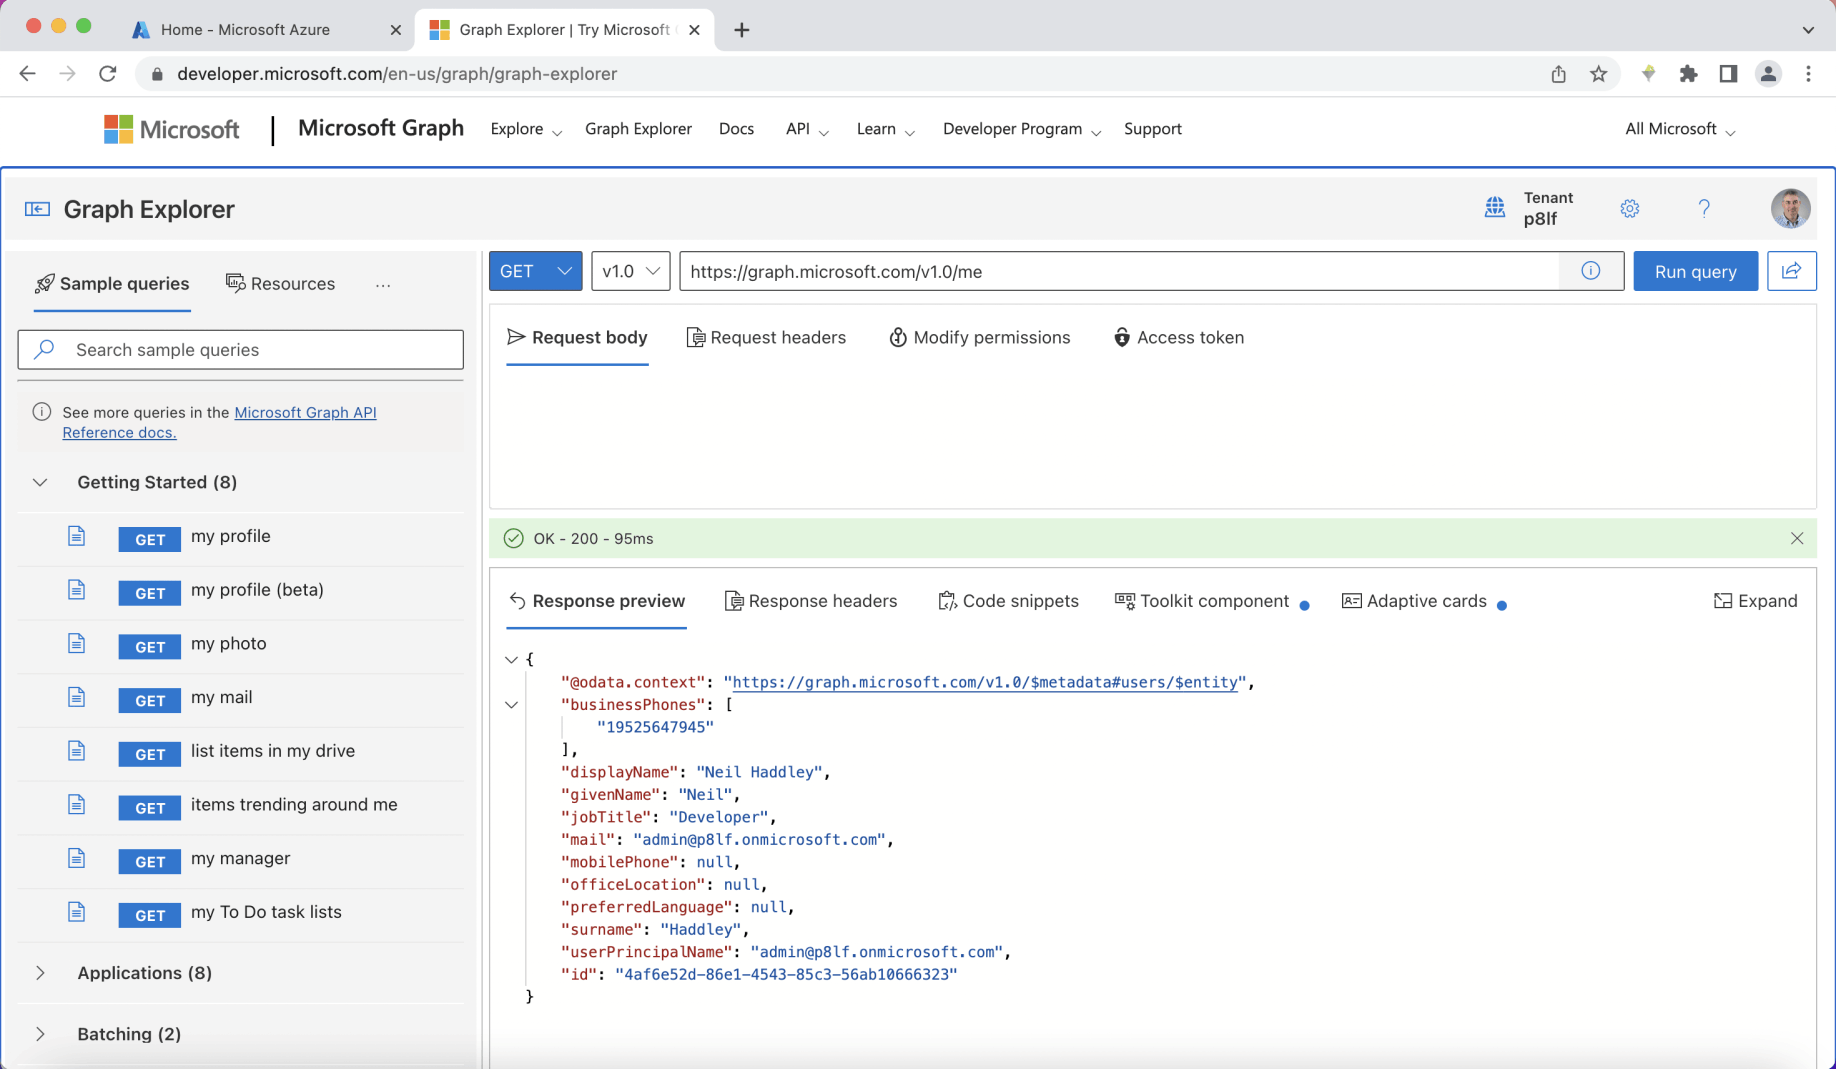 Home - Microsoft Azure
Graph Explorer | Try Microsoft
developer.microsoft.com/en-us/graph/graph-explorer
Microsoft
Microsoft Graph
Explore
Graph Explorer
Docs
API
Learn
Developer Program
Support
All Microsoft
Graph Explorer
Tenant
p8lf
?
Sample queries
Resources
...
Search sample queries
See more queries in the Microsoft Graph API
Reference docs.
Getting Started (8)
GET my profile
GET my profile (beta)
GET my photo
GET my mail
GET list items in my drive
GET items trending around me
GET my manager
GET my To Do task lists
Applications (8)
Batching (2)
GET
v1.0
https://graph.microsoft.com/v1.0/me
Run query
Request body
Request headers
Modify permissions
Access token
OK - 200 - 95ms
Response preview
Response headers
Code snippets
Toolkit component
Adaptive cards
Expand
{
"@odata.context": "https://graph.microsoft.com/v1.0/$metadata#users/$entity",
"businessPhones": [
"19525647945"
],
"displayName": "Neil Haddley",
"givenName": "Neil",
"jobTitle": "Developer",
"mail": "admin@p8lf.onmicrosoft.com",
"mobilePhone": null,
"officeLocation": null,
"preferredLanguage": null,
"surname": "Haddley",
"userPrincipalName": "admin@p8lf.onmicrosoft.com",
"id": "4af6e52d-86e1-4543-85c3-56ab10666323"
}